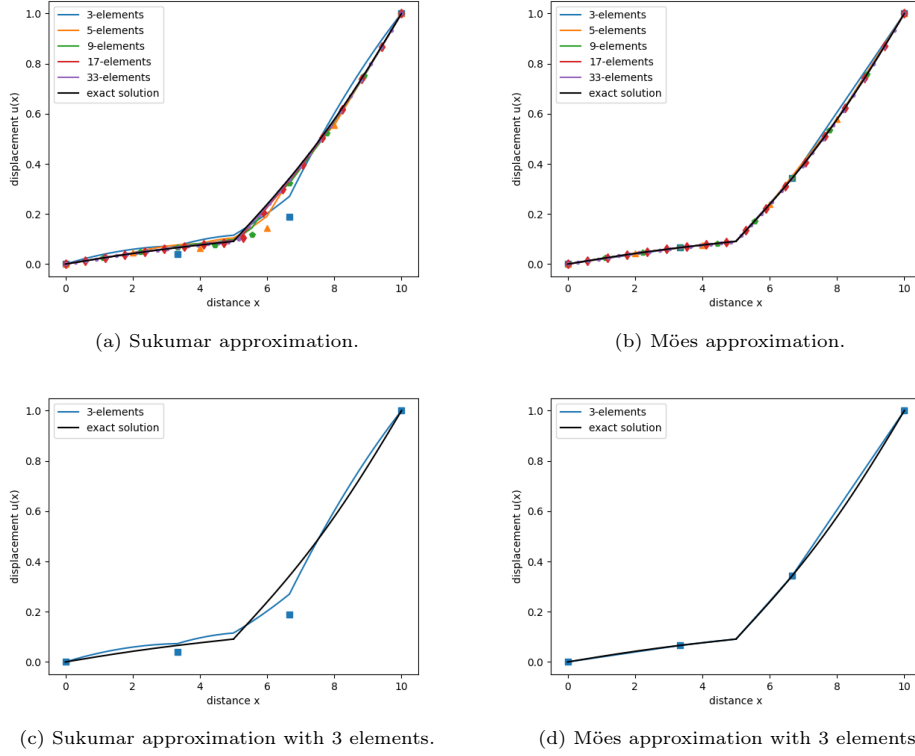 3-elements
5-elements
9-elements
17-elements
33-elements
exact solution
1.0
0.8
0.6
0.4
0.2
0.0
displacement u(x)
0 2 4 6 8 10
distance x
(a) Sukumar approximation.
3-elements
5-elements
9-elements
17-elements
33-elements
exact solution
1.0
0.8
0.6
0.4
0.2
0.0
displacement u(x)
0 2 4 6 8 10
distance x
(b) Möes approximation.
3-elements
exact solution
1.0
0.8
0.6
0.4
0.2
0.0
displacement u(x)
0 2 4 6 8 10
distance x
(c) Sukumar approximation with 3 elements.
3-elements
exact solution
1.0
0.8
0.6
0.4
0.2
0.0
displacement u(x)
0 2 4 6 8 10
distance x
(d) Möes approximation with 3 elements